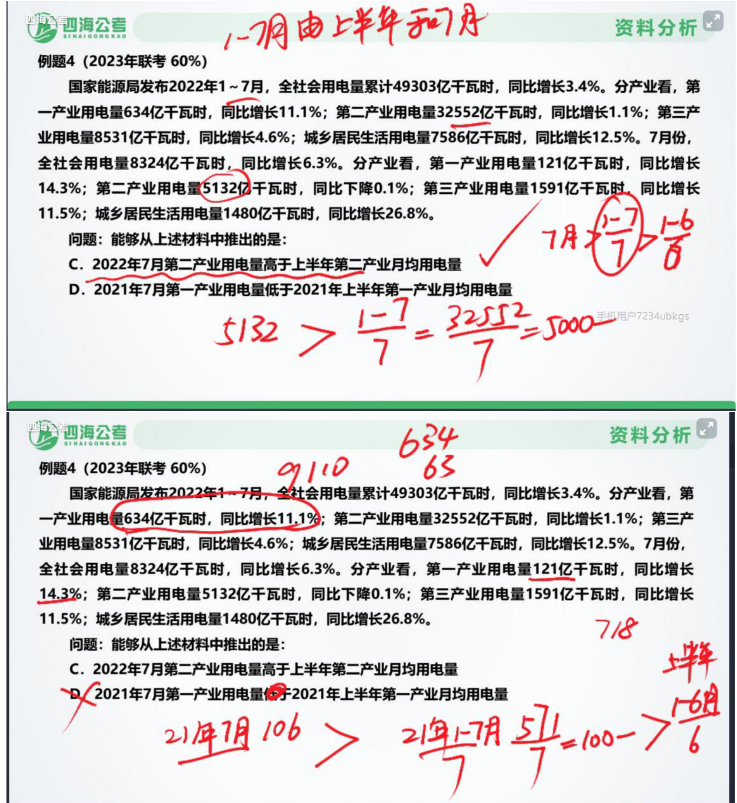 四海公考
SIHAIGONGKAO
1-7月由上半年和7月
资料分析
例题4（2023年联考 60%）
国家能源局发布2022年1～7月，全社会用电量累计49303亿千瓦时，同比增长3.4%。分产业看，第
一产业用电量634亿千瓦时，同比增长11.1%；第二产业用电量32552亿千瓦时，同比增长1.1%；第三产
业用电量8531亿千瓦时，同比增长4.6%；城乡居民生活用电量7586亿千瓦时，同比增长12.5%。7月份，
全社会用电量8324亿千瓦时，同比增长6.3%。分产业看，第一产业用电量121亿千瓦时，同比增长
14.3%；第二产业用电量5132亿千瓦时，同比下降0.1%；第三产业用电量1591亿千瓦时，同比增长
11.5%；城乡居民生活用电量1480亿千瓦时，同比增长26.8%。
问题：能够从上述材料中推出的是：
7月 > 1-7/7 > 1-6/6
C．2022年7月第二产业用电量高于上半年第二产业月均用电量
D．2021年7月第一产业用电量低于2021年上半年第一产业月均用电量
手机用户7234ubkgs
5132 > 1-7/7 = 32552/7 = 5000-
四海公考
SIHAIGONGKAO
634
63
资料分析
例题4（2023年联考 60%）
9 1 10
国家能源局发布2022年1～7月，全社会用电量累计49303亿千瓦时，同比增长3.4%。分产业看，第
一产业用电量634亿千瓦时，同比增长11.1%；第二产业用电量32552亿千瓦时，同比增长1.1%；第三产
业用电量8531亿千瓦时，同比增长4.6%；城乡居民生活用电量7586亿千瓦时，同比增长12.5%。7月份，
全社会用电量8324亿千瓦时，同比增长6.3%。分产业看，第一产业用电量121亿千瓦时，同比增长
14.3%；第二产业用电量5132亿千瓦时，同比下降0.1%；第三产业用电量1591亿千瓦时，同比增长
11.5%；城乡居民生活用电量1480亿千瓦时，同比增长26.8%。
718
问题：能够从上述材料中推出的是：
C．2022年7月第二产业用电量高于上半年第二产业月均用电量
上半年
D．2021年7月第一产业用电量低于2021年上半年第一产业月均用电量
21年7月 106 > 21年1-7月/7 571/7 = 100- > 1-6月/6